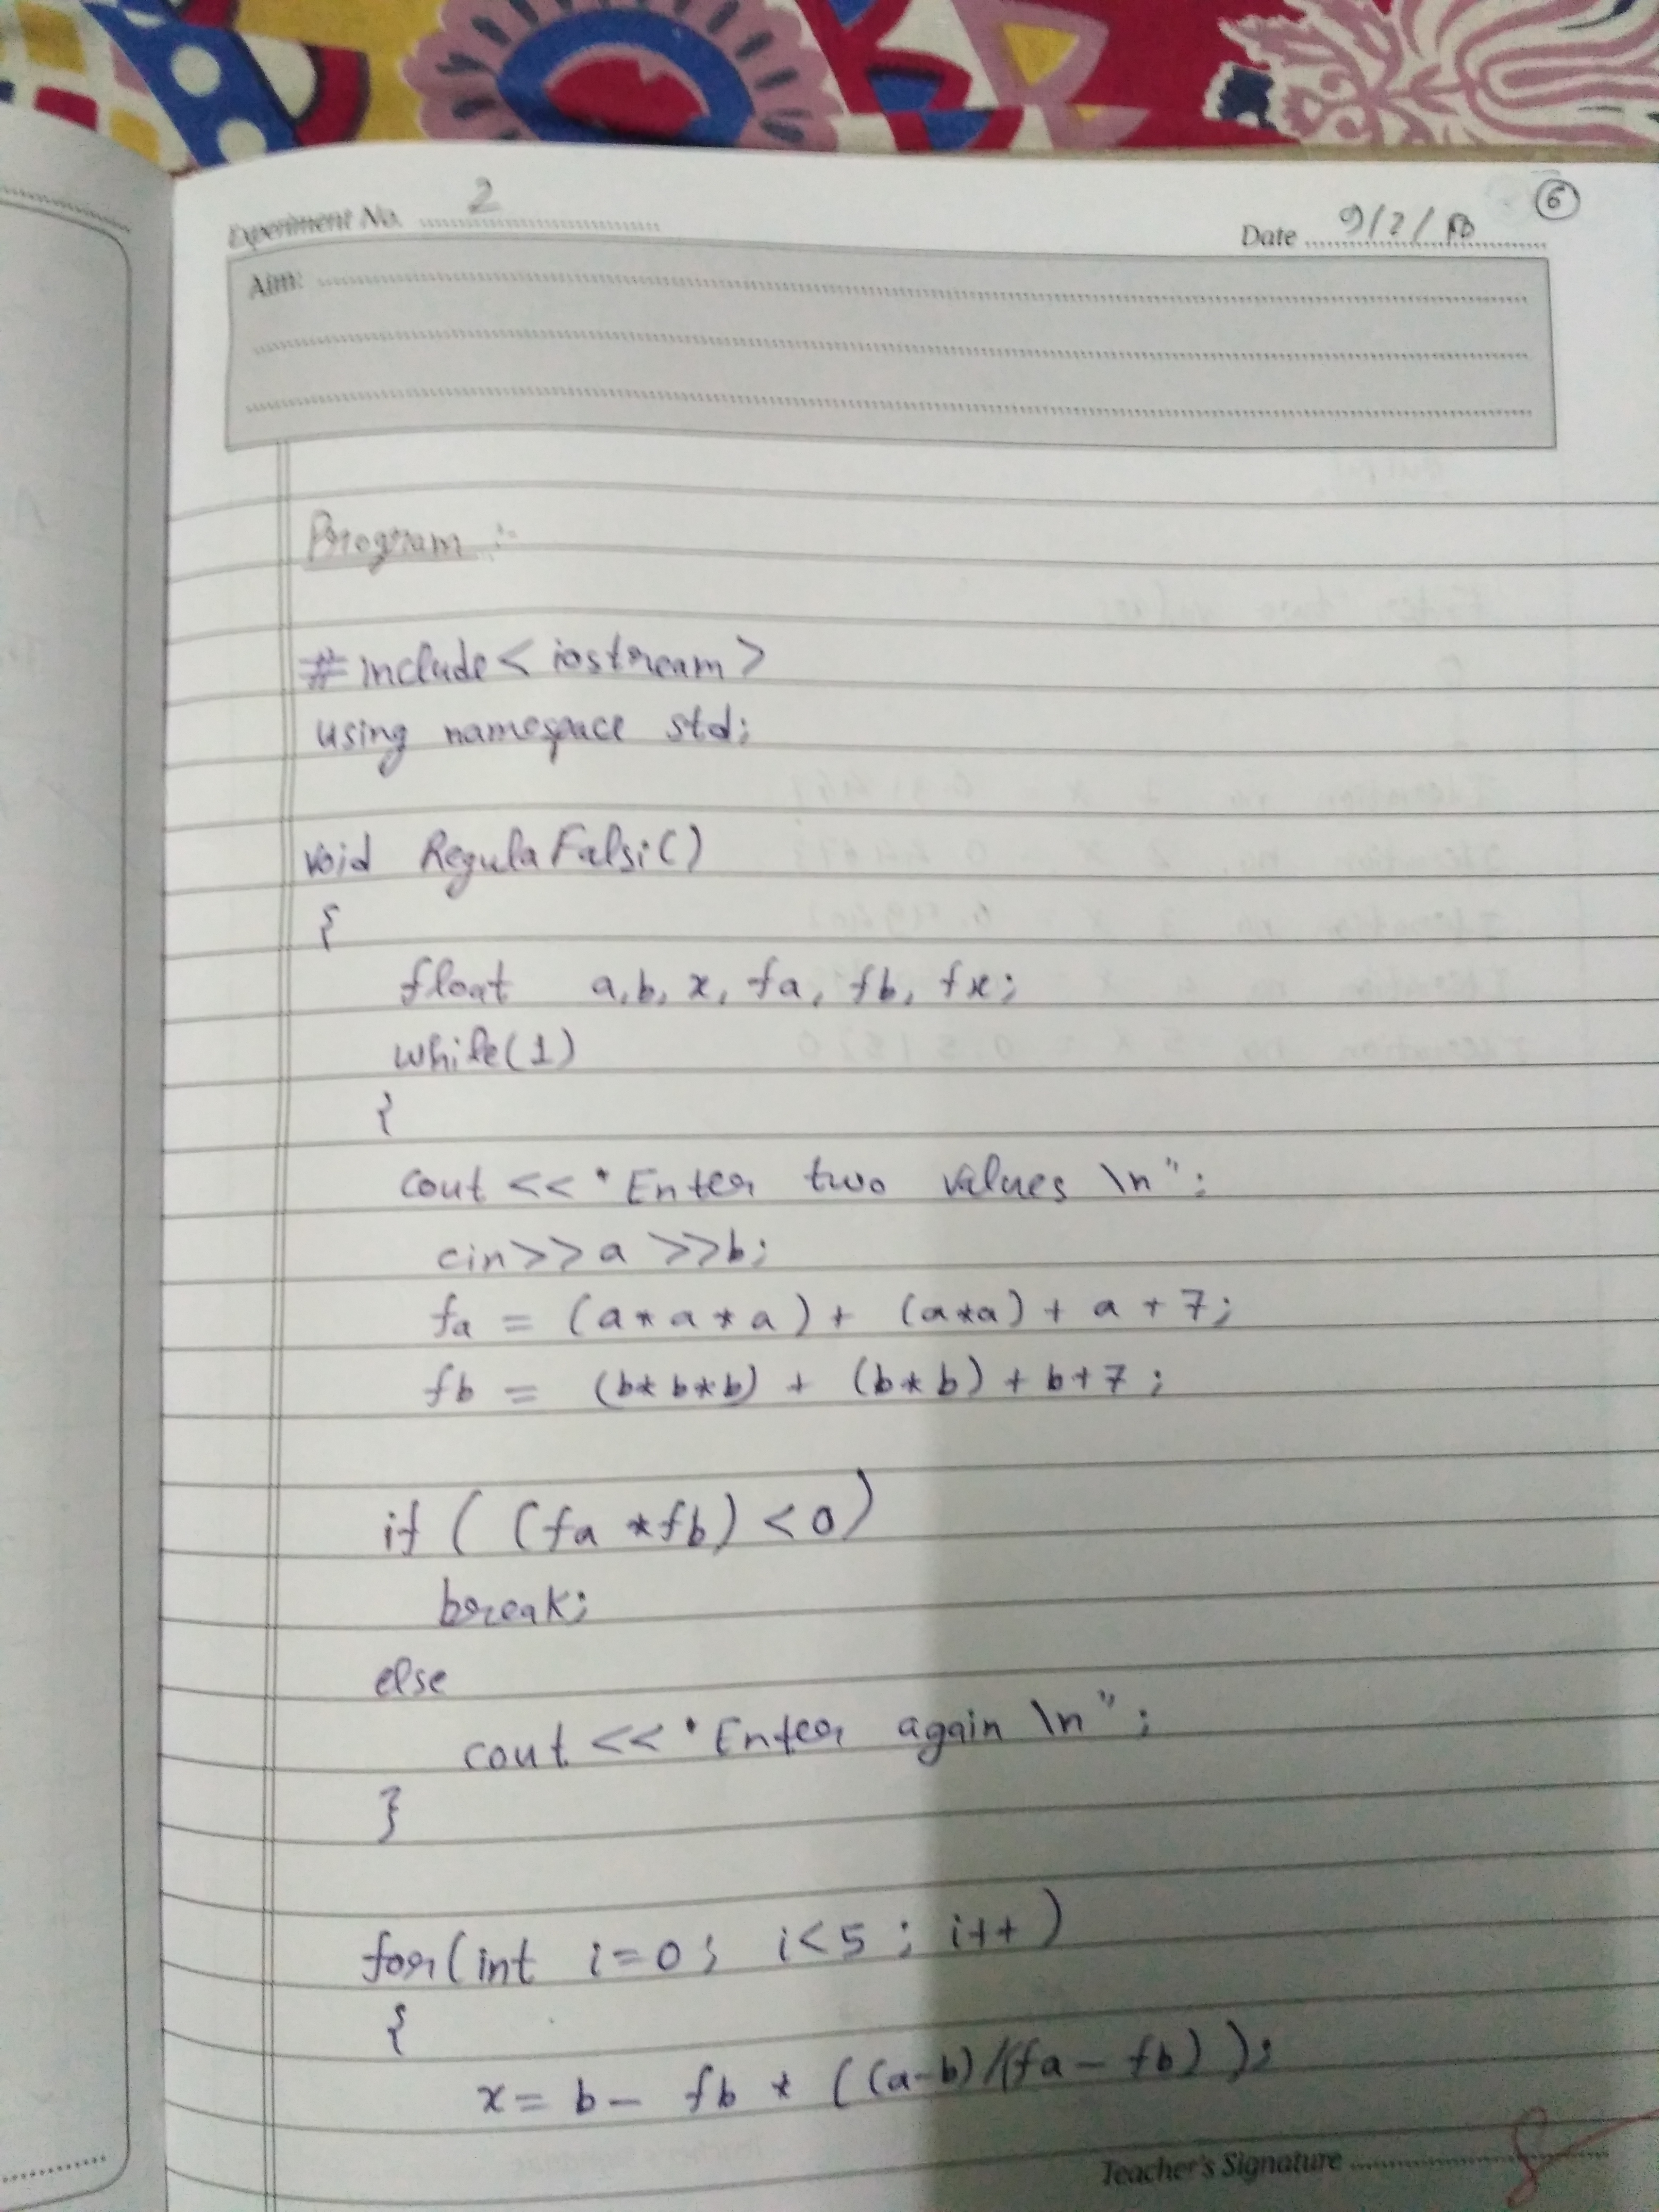 6
Experiment No. 2
Date 9/2/
Aim:
Program :-
#include< iostream>
using namespace std;
void RegulaFalsi()
{
float a,b, x, fa, fb, fx;
while(1)
{
cout << "Enter two values \n";
cin>>a >>b;
fa = (a*a*a)+ (a*a)+ a+7;
fb = (b*b*b) + (b*b)+b+7;
if ( (fa *fb) <0)
break;
else
cout << "Enter again \n";
}
for(int i=0; i<5; i++)
{
x= b- fb * ((a-b)/(fa- fb));
Teacher's Signature